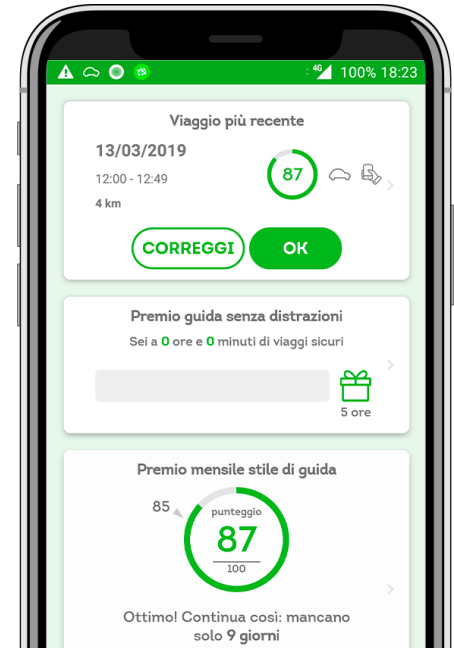 4G 100% 18:23
Viaggio più recente
13/03/2019
12:00 - 12:49
4 km
87
CORREGGI OK
Premio guida senza distrazioni
Sei a 0 ore e 0 minuti di viaggi sicuri
5 ore
Premio mensile stile di guida
85
punteggio
87
100
Ottimo! Continua così: mancano
solo 9 giorni